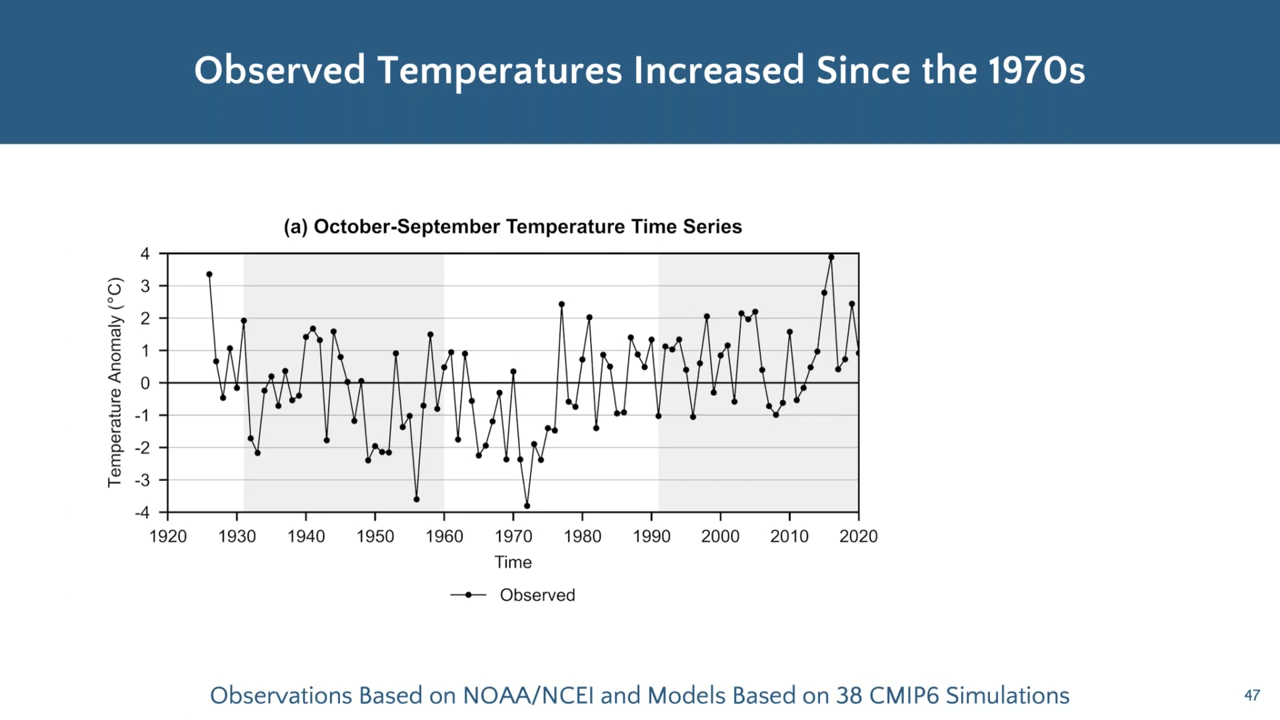 Observed Temperatures Increased Since the 1970s
(a) October-September Temperature Time Series
Temperature Anomaly (°C)
4
3
2
1
0
-1
-2
-3
-4
1920 1930 1940 1950 1960 1970 1980 1990 2000 2010 2020
Time
Observed
Observations Based on NOAA/NCEI and Models Based on 38 CMIP6 Simulations
47